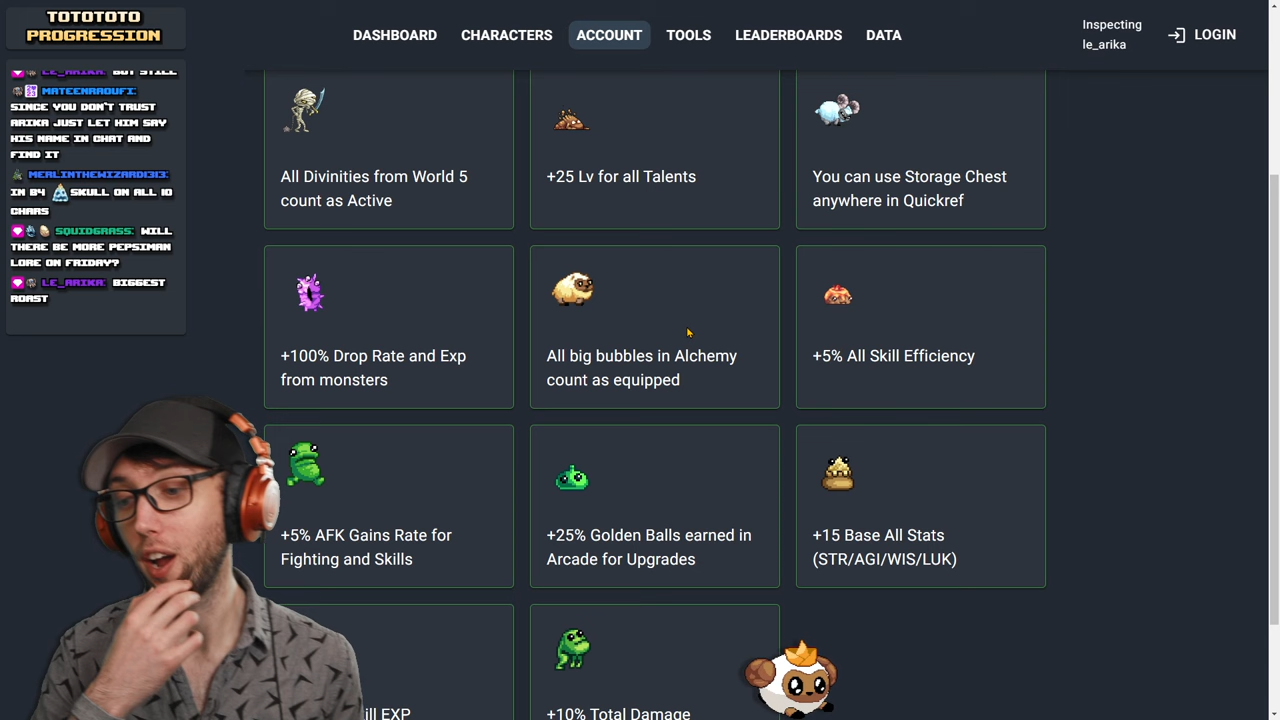 TOTOTOTO
PROGRESSION
DASHBOARD CHARACTERS ACCOUNT TOOLS LEADERBOARDS DATA
Inspecting
le_arika
LOGIN
LE_ARIKA: BUT STILL
MATEENRAOUFI:
SINCE YOU DON'T TRUST
ARIKA JUST LET HIM SAY
HIS NAME IN CHAT AND
FIND IT
MERLINTHEWIZARD1313:
IN B4 SKULL ON ALL 10
CHARS
SQUIDGRASS: WILL
THERE BE MORE PEPSIMAN
LORE ON FRIDAY?
LE_ARIKA: BIGGEST
ROAST
All Divinities from World 5
count as Active
+25 Lv for all Talents
You can use Storage Chest
anywhere in Quickref
+100% Drop Rate and Exp
from monsters
All big bubbles in Alchemy
count as equipped
+5% All Skill Efficiency
+5% AFK Gains Rate for
Fighting and Skills
+25% Golden Balls earned in
Arcade for Upgrades
+15 Base All Stats
(STR/AGI/WIS/LUK)
EXP
+10% Total Damage